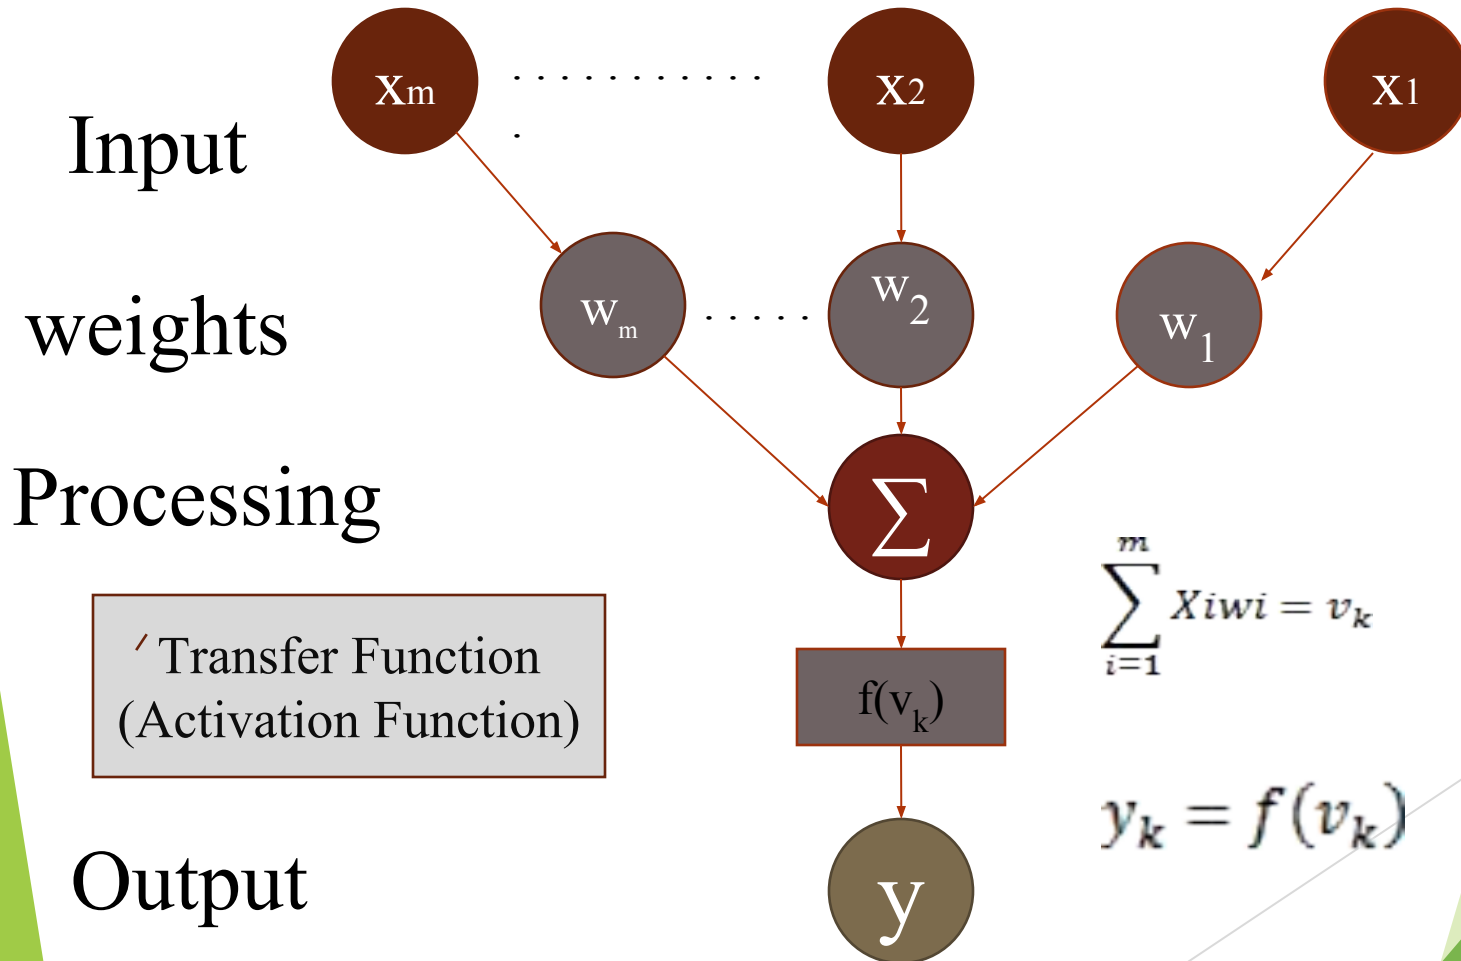 xm . . . . . . . . . . . x2 x1
.
Input
wm . . . . . w2 w1
weights
Processing
∑
m
∑ Xiwi = vk
i=1
Transfer Function
(Activation Function)
f(vk)
yk = f(vk)
Output
y